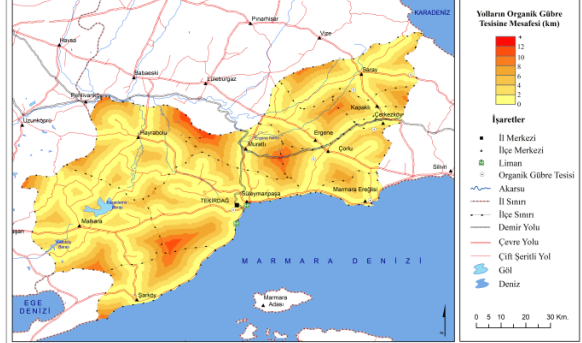 KARADENİZ
Pınarhisar
Vize
Havsa
Babaeski
Lüleburgaz
Saray
Pehlivanköy
Kapaklı
Uzunköprü
Çerkezköy
Hayrabolu
Ergene
Muratlı
Çorlu
Silivri
Marmara Ereğlisi
Süleymanpaşa
TEKİRDAĞ
Malkara
MARMARA DENİZİ
Şarköy
EGE
DENİZİ
Marmara
Adası
Yolların Organik Gübre
Tesisine Mesafesi (km)
+
12
10
8
6
4
2
0
İşaretler
İl Merkezi
İlçe Merkezi
Liman
Organik Gübre Tesisi
Akarsu
İl Sınırı
İlçe Sınırı
Demir Yolu
Çevre Yolu
Çift Şeritli Yol
Göl
Deniz
0 5 10 20 30 Km.